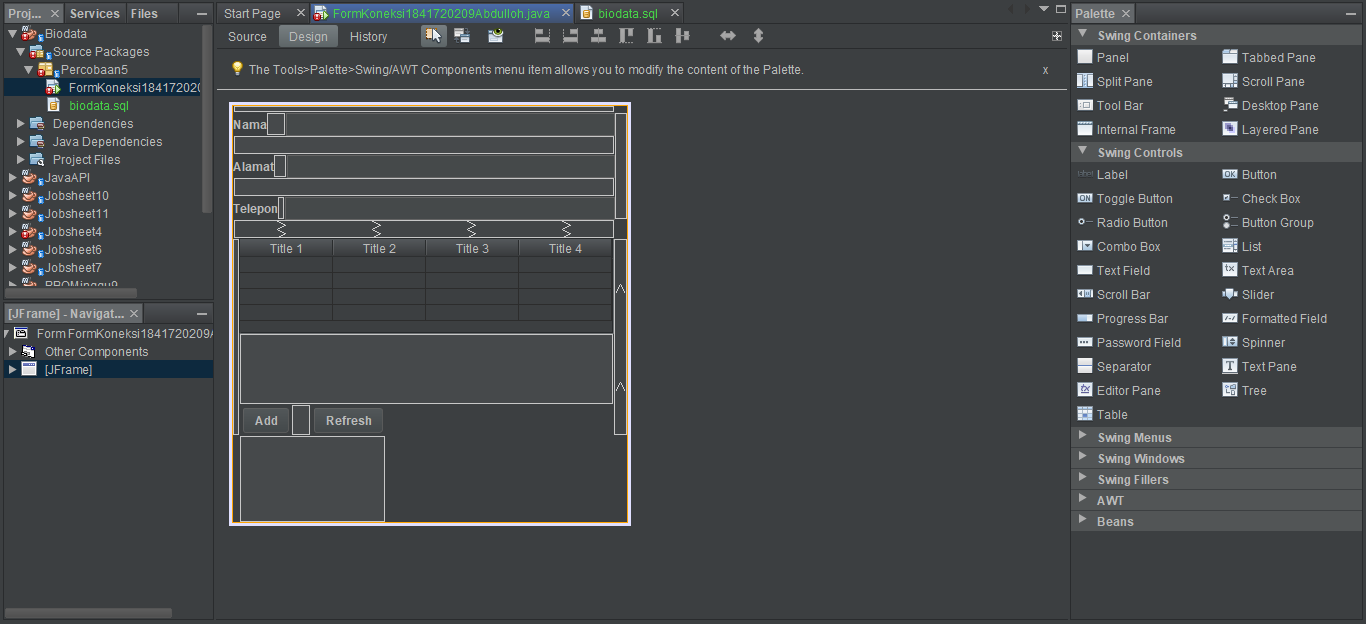 Proj...
Services
Files
Biodata
Source Packages
Percobaan5
FormKoneksi184172020
biodata.sql
Dependencies
Java Dependencies
Project Files
JavaAPI
Jobsheet10
Jobsheet11
Jobsheet4
Jobsheet6
Jobsheet7
[JFrame] - Navigat...
Form FormKoneksi1841720209
Other Components
[JFrame]
Start Page
FormKoneksi1841720209Abdulloh.java
biodata.sql
Source
Design
History
The Tools>Palette>Swing/AWT Components menu item allows you to modify the content of the Palette.
x
Nama
Alamat
Telepon
Title 1
Title 2
Title 3
Title 4
Add
Refresh
Palette
Swing Containers
Panel
Tabbed Pane
Split Pane
Scroll Pane
Tool Bar
Desktop Pane
Internal Frame
Layered Pane
Swing Controls
label
Label
OK
Button
ON
Toggle Button
Check Box
Radio Button
Button Group
Combo Box
List
Text Field
Text Area
Scroll Bar
Slider
Progress Bar
Formatted Field
Password Field
Spinner
Separator
T
Text Pane
Editor Pane
Tree
Table
Swing Menus
Swing Windows
Swing Fillers
AWT
Beans